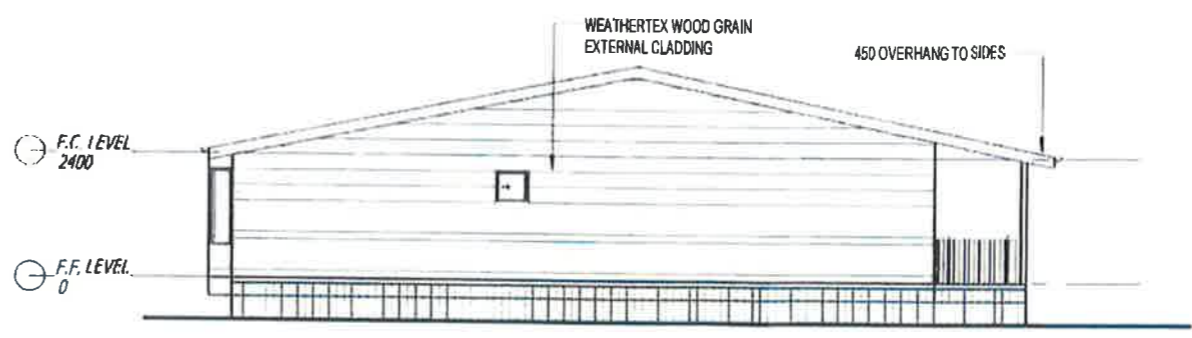 WEATHERTEX WOOD GRAIN
EXTERNAL CLADDING
450 OVERHANG TO SIDES
F.C. LEVEL
2400
F.F. LEVEL
0